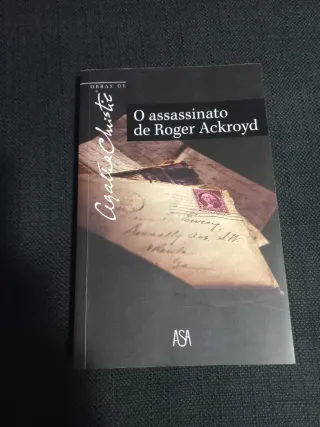 OBRAS DE
Agatha Christie
O assassinato
de Roger Ackroyd
ASA